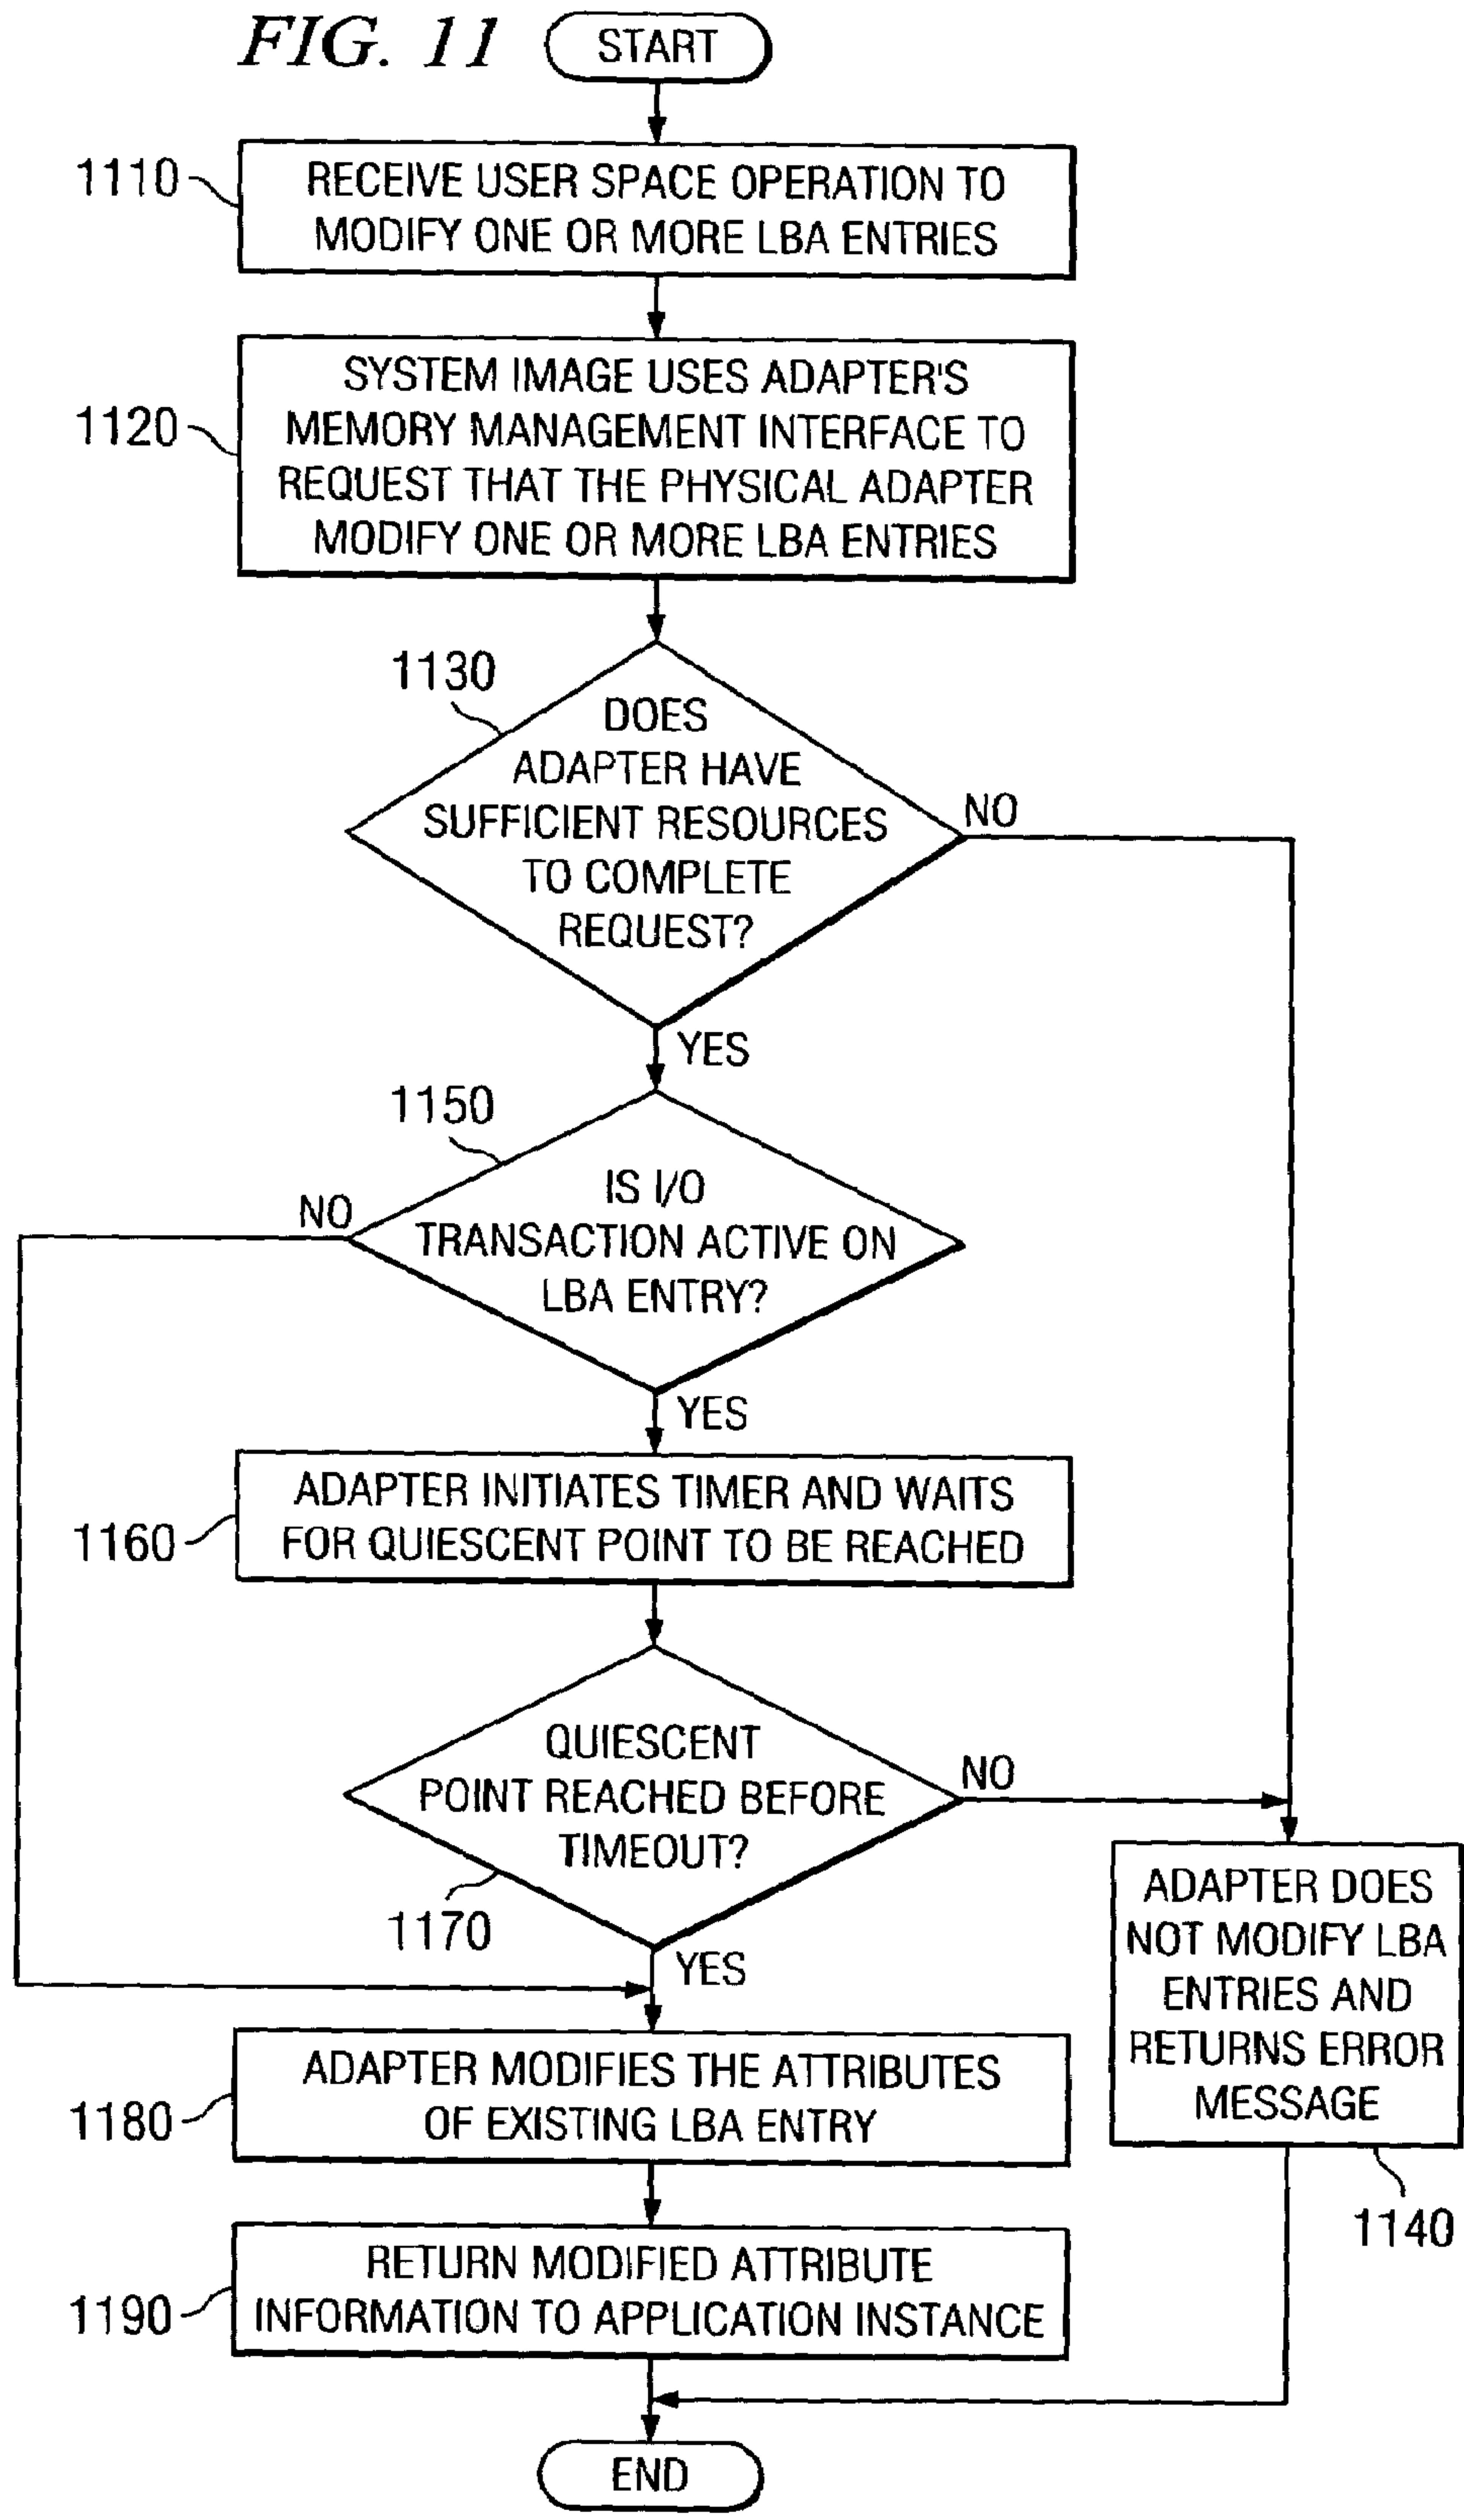 FIG. 11
START
1110
RECEIVE USER SPACE OPERATION TO
MODIFY ONE OR MORE LBA ENTRIES
1120
SYSTEM IMAGE USES ADAPTER'S
MEMORY MANAGEMENT INTERFACE TO
REQUEST THAT THE PHYSICAL ADAPTER
MODIFY ONE OR MORE LBA ENTRIES
1130
DOES
ADAPTER HAVE
SUFFICIENT RESOURCES
TO COMPLETE
REQUEST?
NO
YES
1150
IS I/O
TRANSACTION ACTIVE ON
LBA ENTRY?
NO
YES
1160
ADAPTER INITIATES TIMER AND WAITS
FOR QUIESCENT POINT TO BE REACHED
QUIESCENT
POINT REACHED BEFORE
TIMEOUT?
NO
1170
YES
ADAPTER DOES
NOT MODIFY LBA
ENTRIES AND
RETURNS ERROR
MESSAGE
1140
1180
ADAPTER MODIFIES THE ATTRIBUTES
OF EXISTING LBA ENTRY
1190
RETURN MODIFIED ATTRIBUTE
INFORMATION TO APPLICATION INSTANCE
END